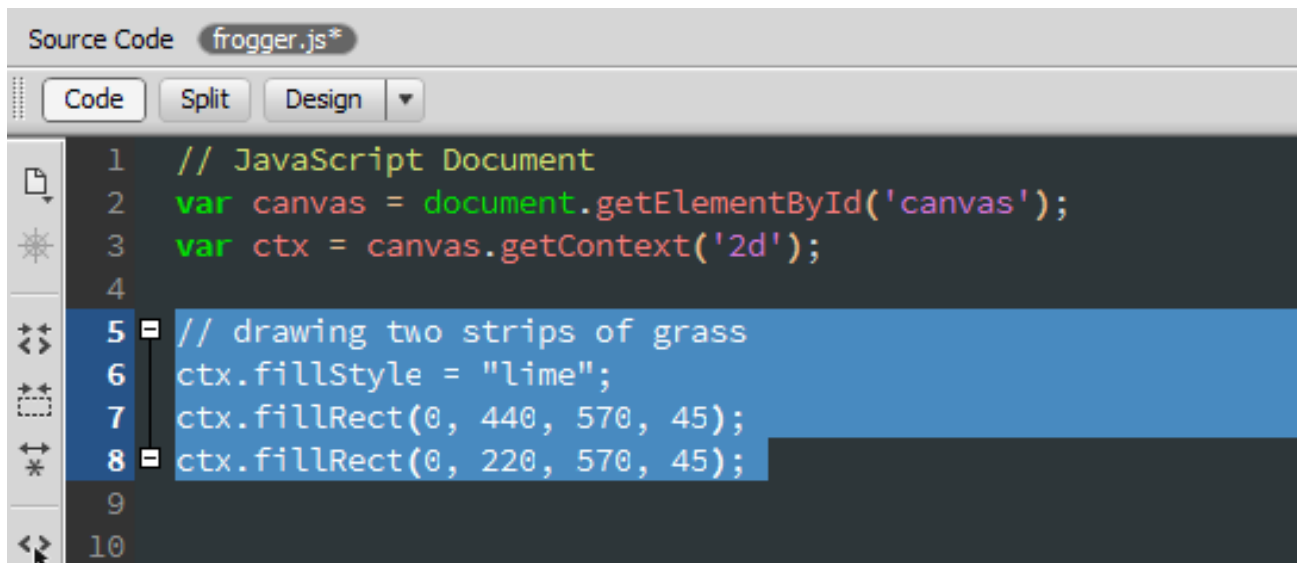 Source Code frogger.js*
Code Split Design
1 // JavaScript Document
2 var canvas = document.getElementById('canvas');
3 var ctx = canvas.getContext('2d');
4
5 // drawing two strips of grass
6 ctx.fillStyle = "lime";
7 ctx.fillRect(0, 440, 570, 45);
8 ctx.fillRect(0, 220, 570, 45);
9
10